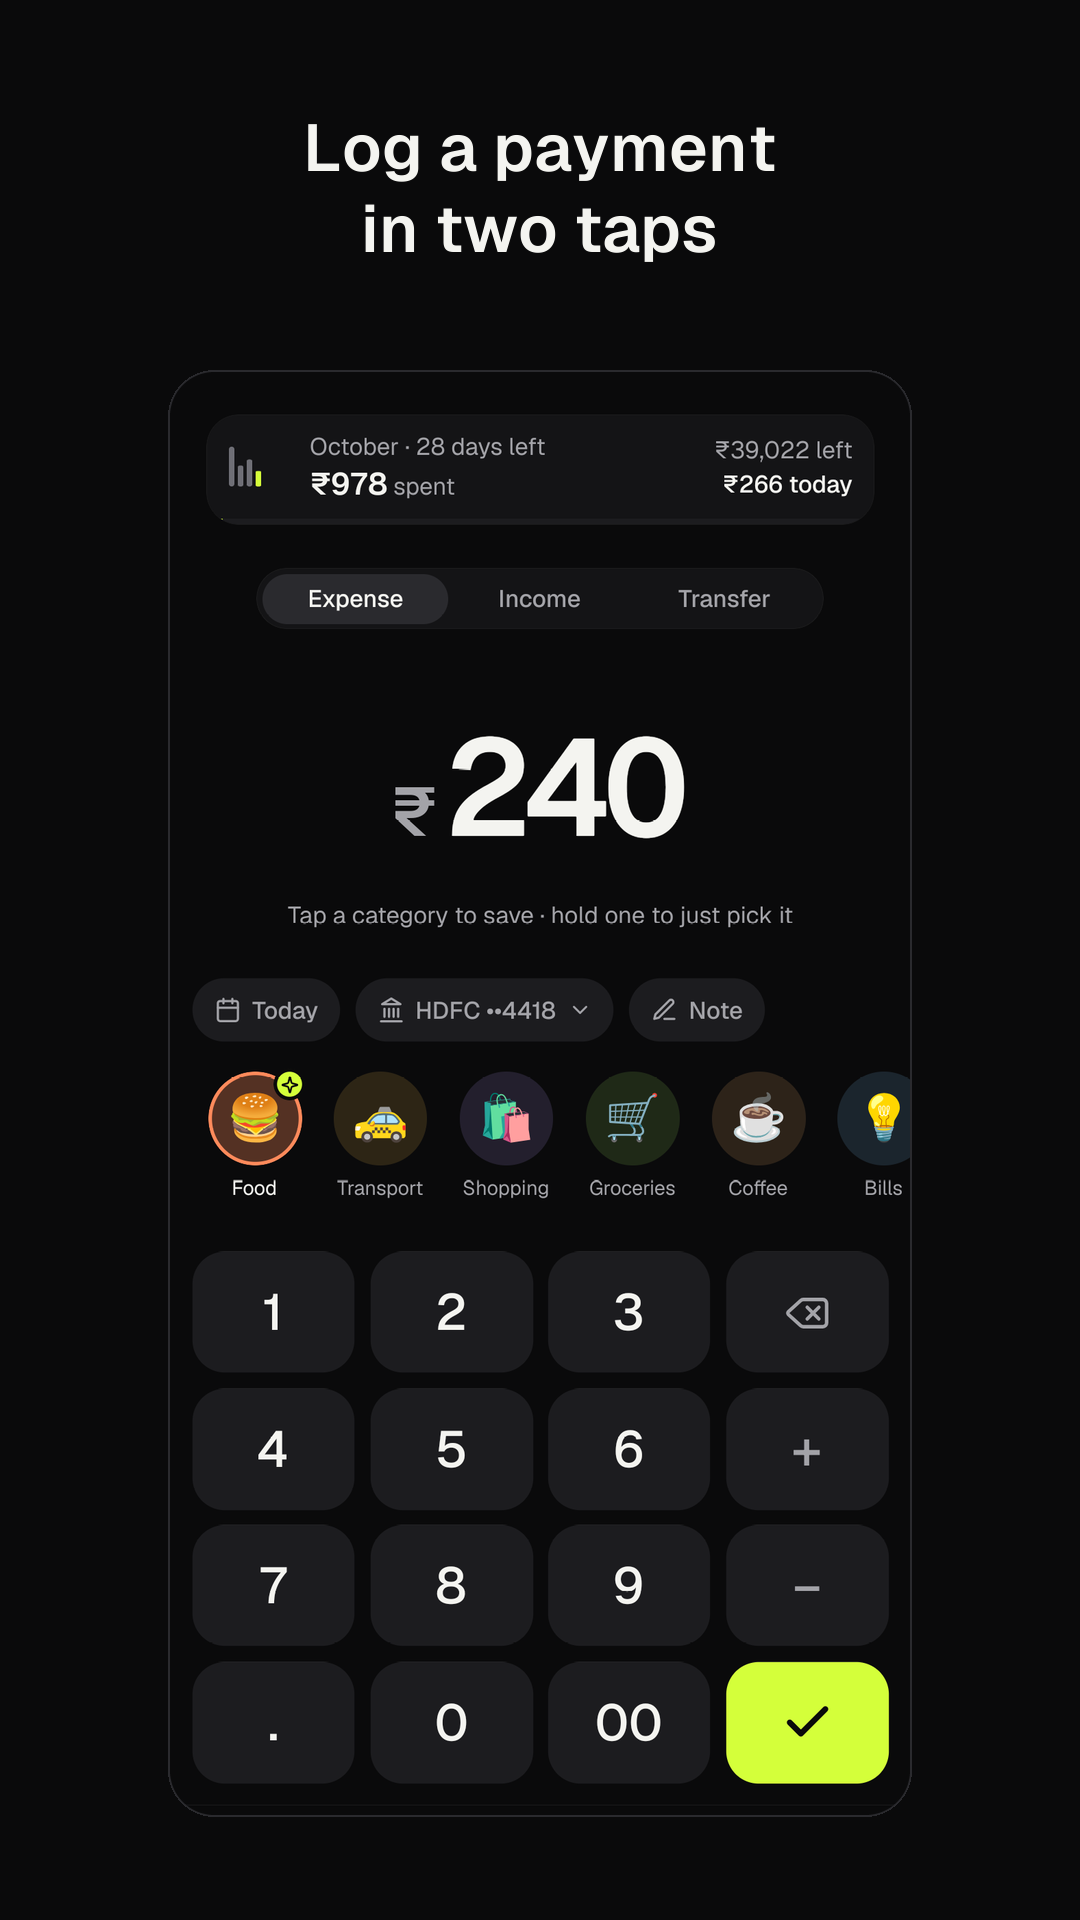 Log a payment
in two taps
October · 28 days left
₹39,022 left
₹978 spent
₹266 today
Expense
Income
Transfer
₹240
Tap a category to save · hold one to just pick it
Today
HDFC ••4418
Note
Food
Transport
Shopping
Groceries
Coffee
Bills
1
2
3
4
5
6
+
7
8
9
−
.
0
00